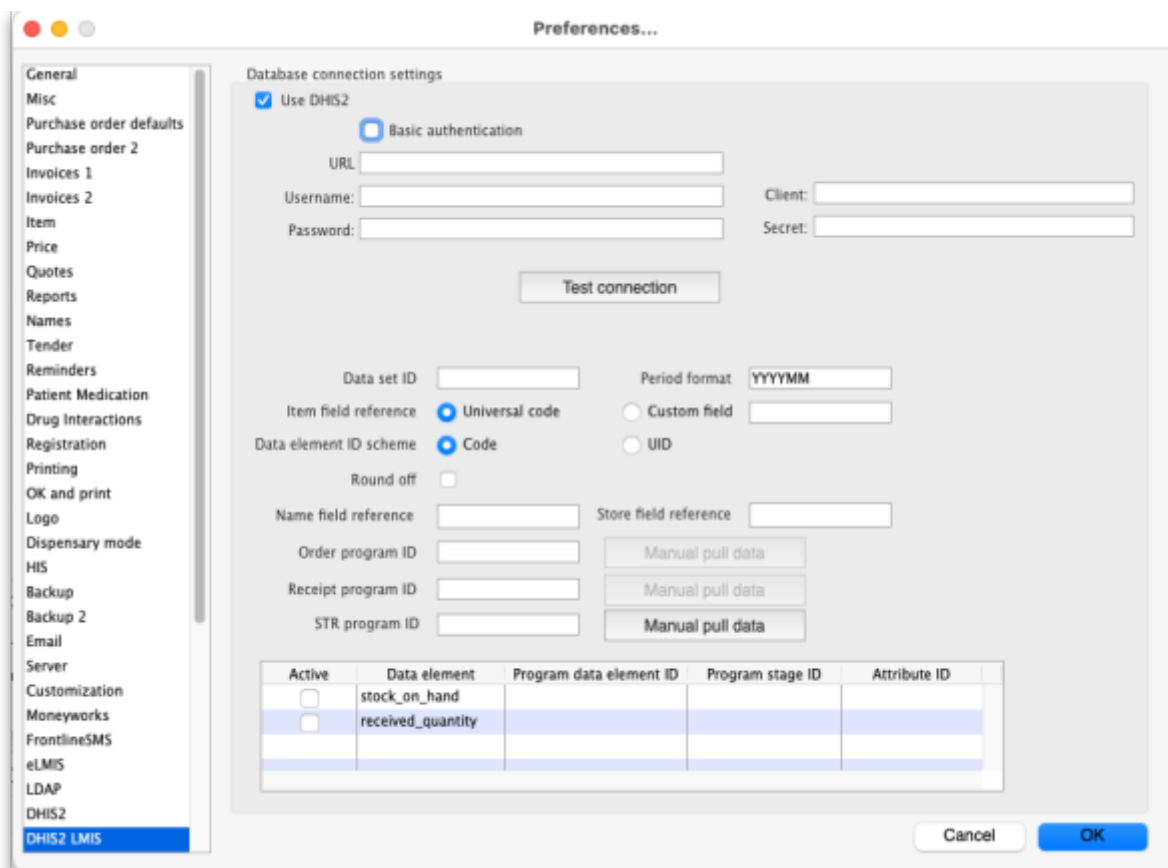 Preferences...
General
Misc
Purchase order defaults
Purchase order 2
Invoices 1
Invoices 2
Item
Price
Quotes
Reports
Names
Tender
Reminders
Patient Medication
Drug Interactions
Registration
Printing
OK and print
Logo
Dispensary mode
HIS
Backup
Backup 2
Email
Server
Customization
Moneyworks
FrontlineSMS
eLMIS
LDAP
DHIS2
DHIS2 LMIS
Database connection settings
Use DHIS2
Basic authentication
URL
Username: Client:
Password: Secret:
Test connection
Data set ID Period format YYYYMM
Item field reference Universal code Custom field
Data element ID scheme Code UID
Round off
Name field reference Store field reference
Order program ID Manual pull data
Receipt program ID Manual pull data
STR program ID Manual pull data
Active Data element Program data element ID Program stage ID Attribute ID
stock_on_hand
received_quantity
Cancel OK